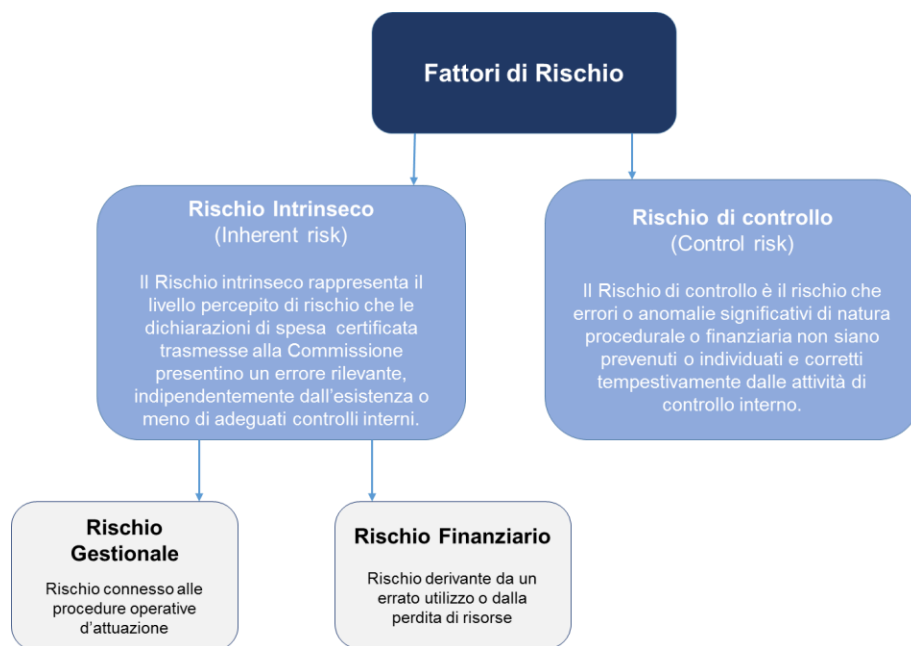 Fattori di Rischio
Rischio Intrinseco
(Inherent risk)
Il Rischio intrinseco rappresenta il
livello percepito di rischio che le
dichiarazioni di spesa certificata
trasmesse alla Commissione
presentino un errore rilevante,
indipendentemente dall'esistenza o
meno di adeguati controlli interni.
Rischio di controllo
(Control risk)
Il Rischio di controllo è il rischio che
errori o anomalie significativi di natura
procedurale o finanziaria non siano
prevenuti o individuati e corretti
tempestivamente dalle attività di
controllo interno.
Rischio
Gestionale
Rischio connesso alle
procedure operative
d'attuazione
Rischio Finanziario
Rischio derivante da un
errato utilizzo o dalla
perdita di risorse